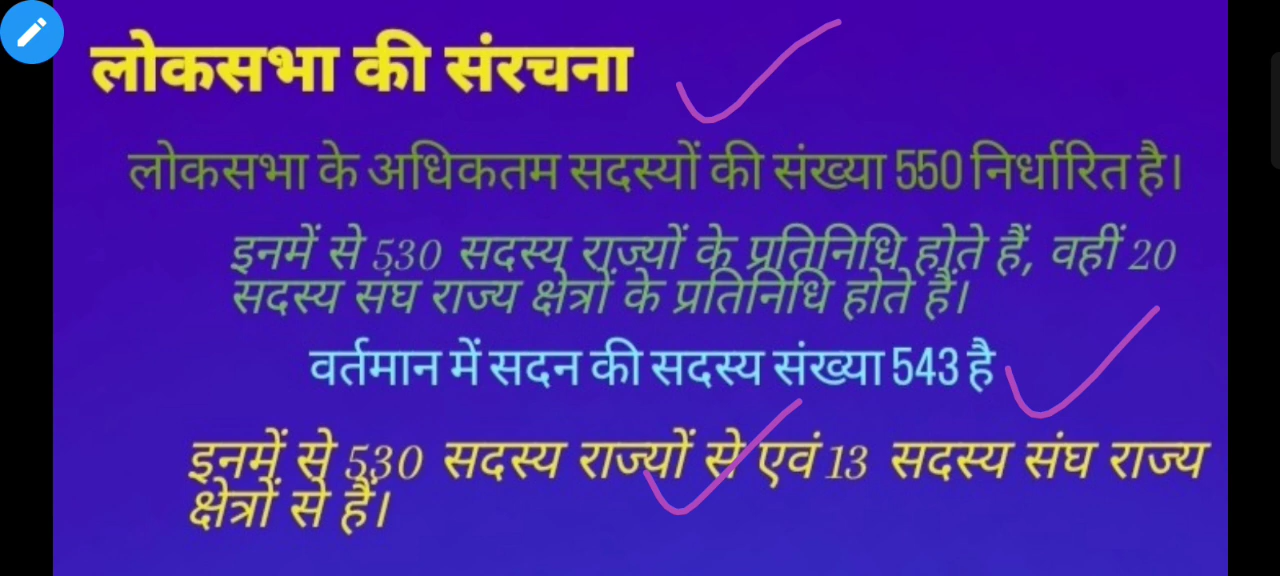 लोकसभा की संरचना
लोकसभा के अधिकतम सदस्यों की संख्या 550 निर्धारित है।
इनमें से 530 सदस्य राज्यों के प्रतिनिधि होते हैं, वहीं 20
सदस्य संघ राज्य क्षेत्रों के प्रतिनिधि होते हैं।
वर्तमान में सदन की सदस्य संख्या 543 है
इनमें से 530 सदस्य राज्यों से एवं 13 सदस्य संघ राज्य
क्षेत्रों से हैं।